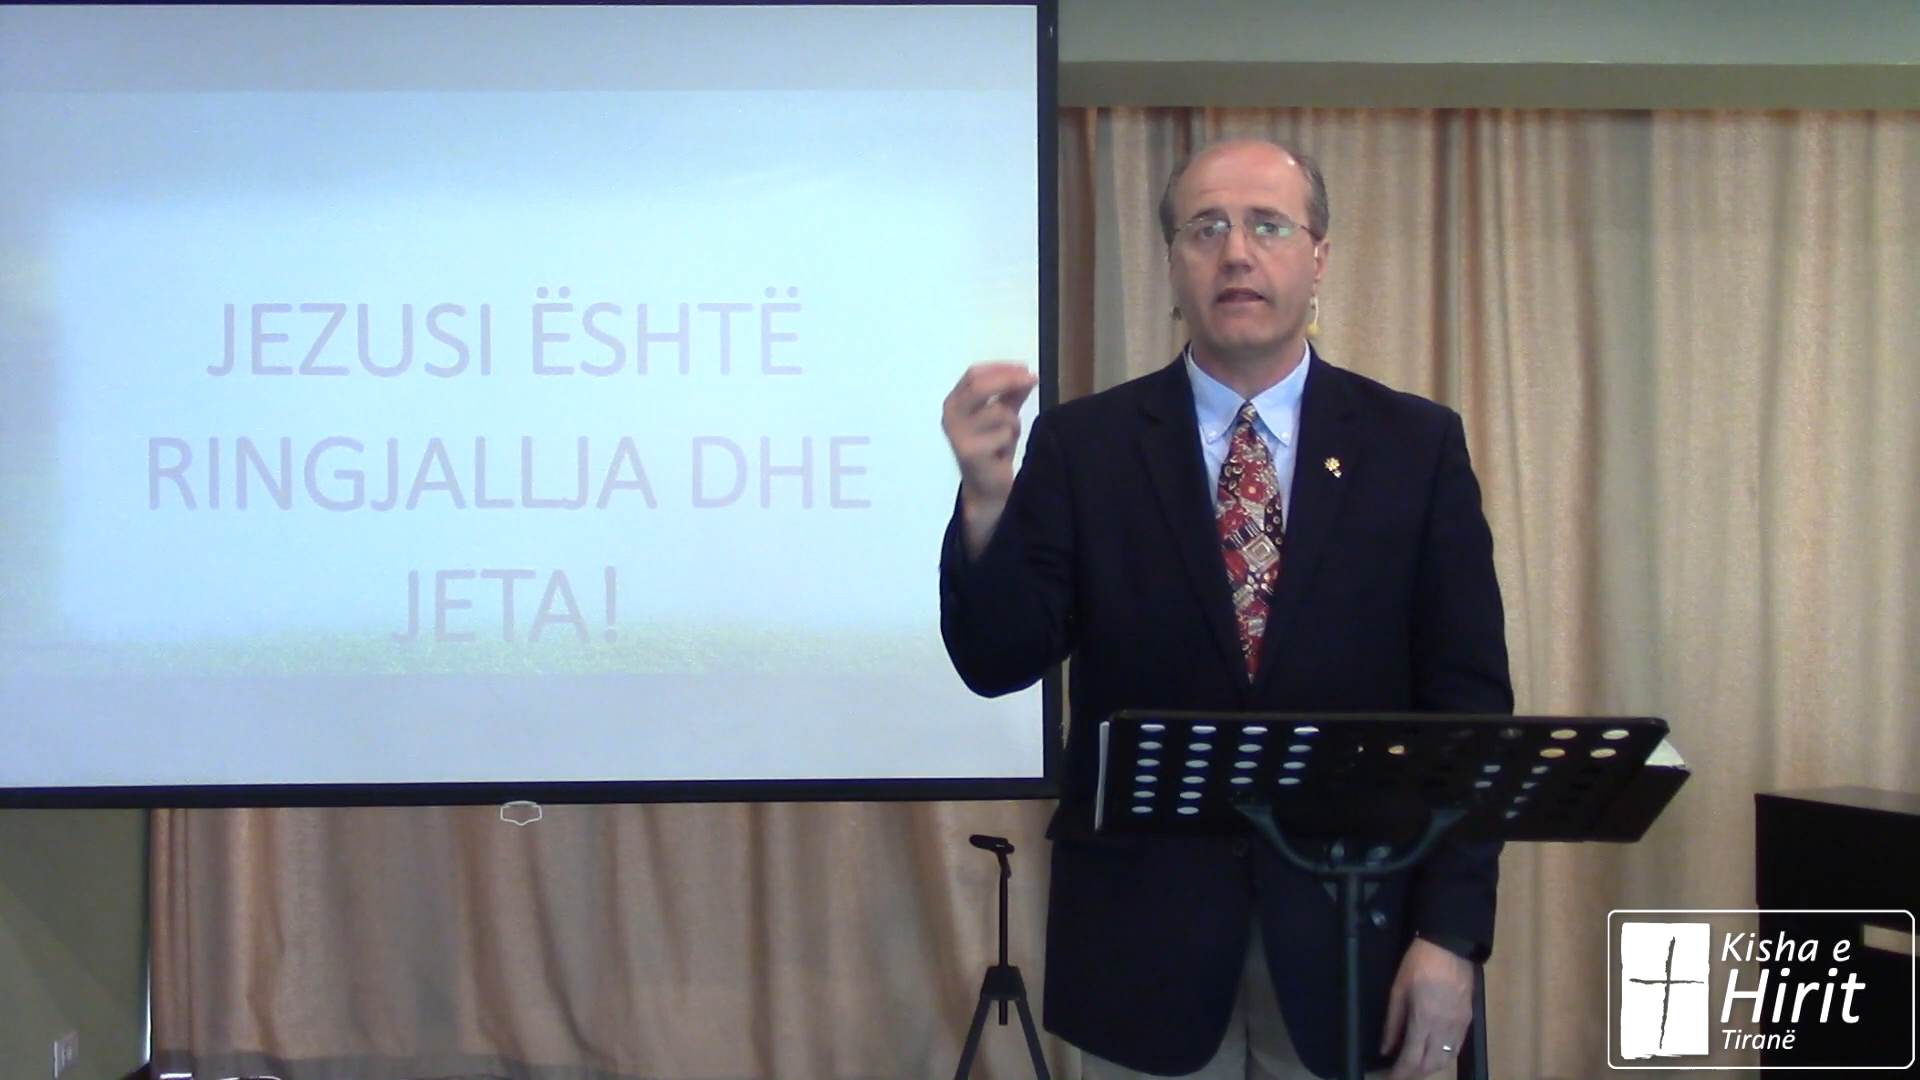 JEZUSI ËSHTË
RINGJALLJA DHE
JETA!
Kisha e
Hirit
Tiranë